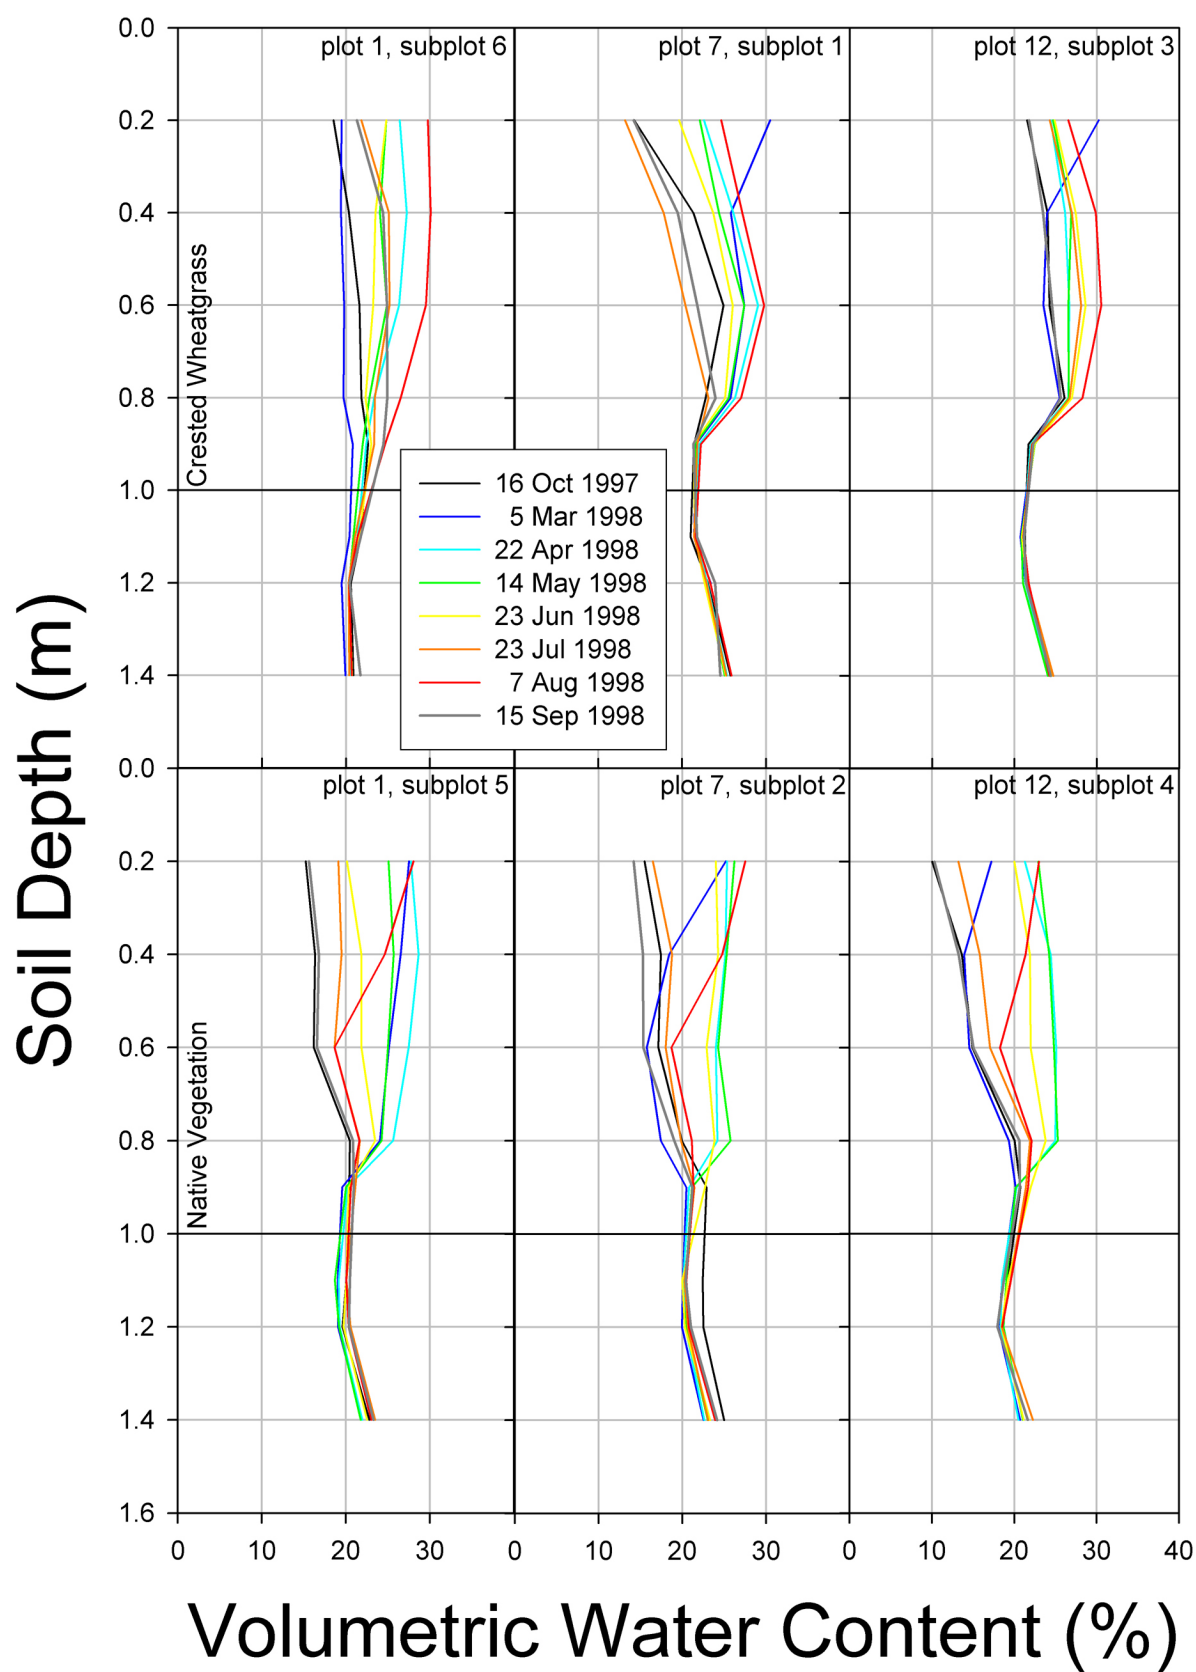 0.0
plot 1, subplot 6
plot 7, subplot 1
plot 12, subplot 3
0.2
0.4
0.6
0.8
1.0
1.2
1.4
Crested Wheatgrass
16 Oct 1997
5 Mar 1998
22 Apr 1998
14 May 1998
23 Jun 1998
23 Jul 1998
7 Aug 1998
15 Sep 1998
Soil Depth (m)
0.0
plot 1, subplot 5
plot 7, subplot 2
plot 12, subplot 4
0.2
0.4
0.6
0.8
1.0
1.2
1.4
1.6
Native Vegetation
0 10 20 30 0 10 20 30 0 10 20 30 40
Volumetric Water Content (%)